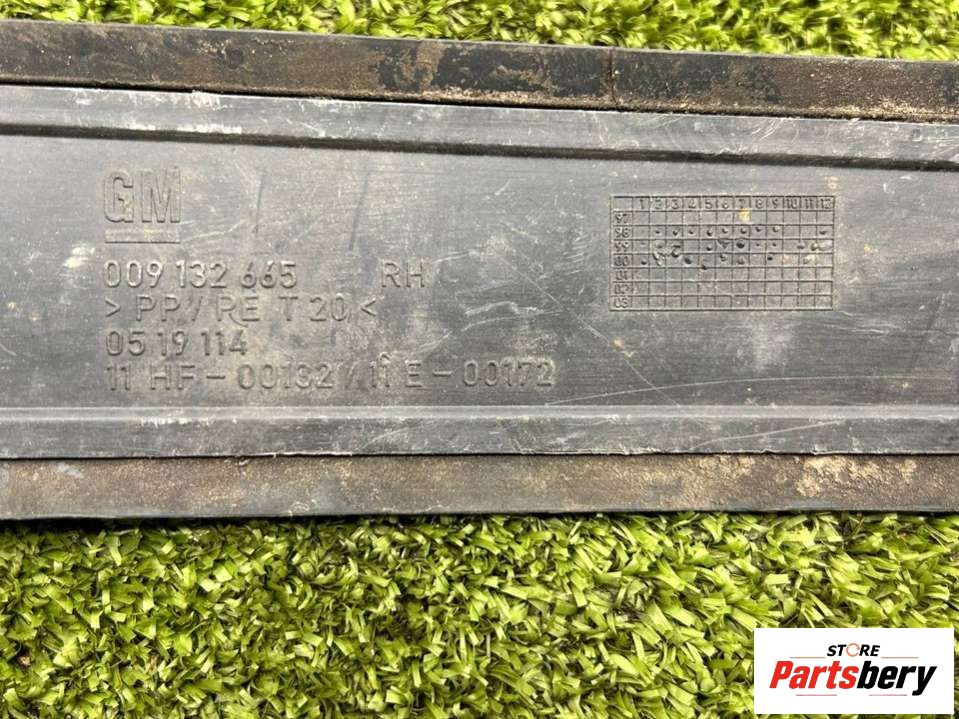 GM
009 132 665 RH
> PP / PE T 20 <
05 19 114
11 HF - 00132 / 11 E - 00172
1 2 3 4 5 6 7 8 9 10 11 12
97
98
99
00
01
02
03
STORE
Partsbery